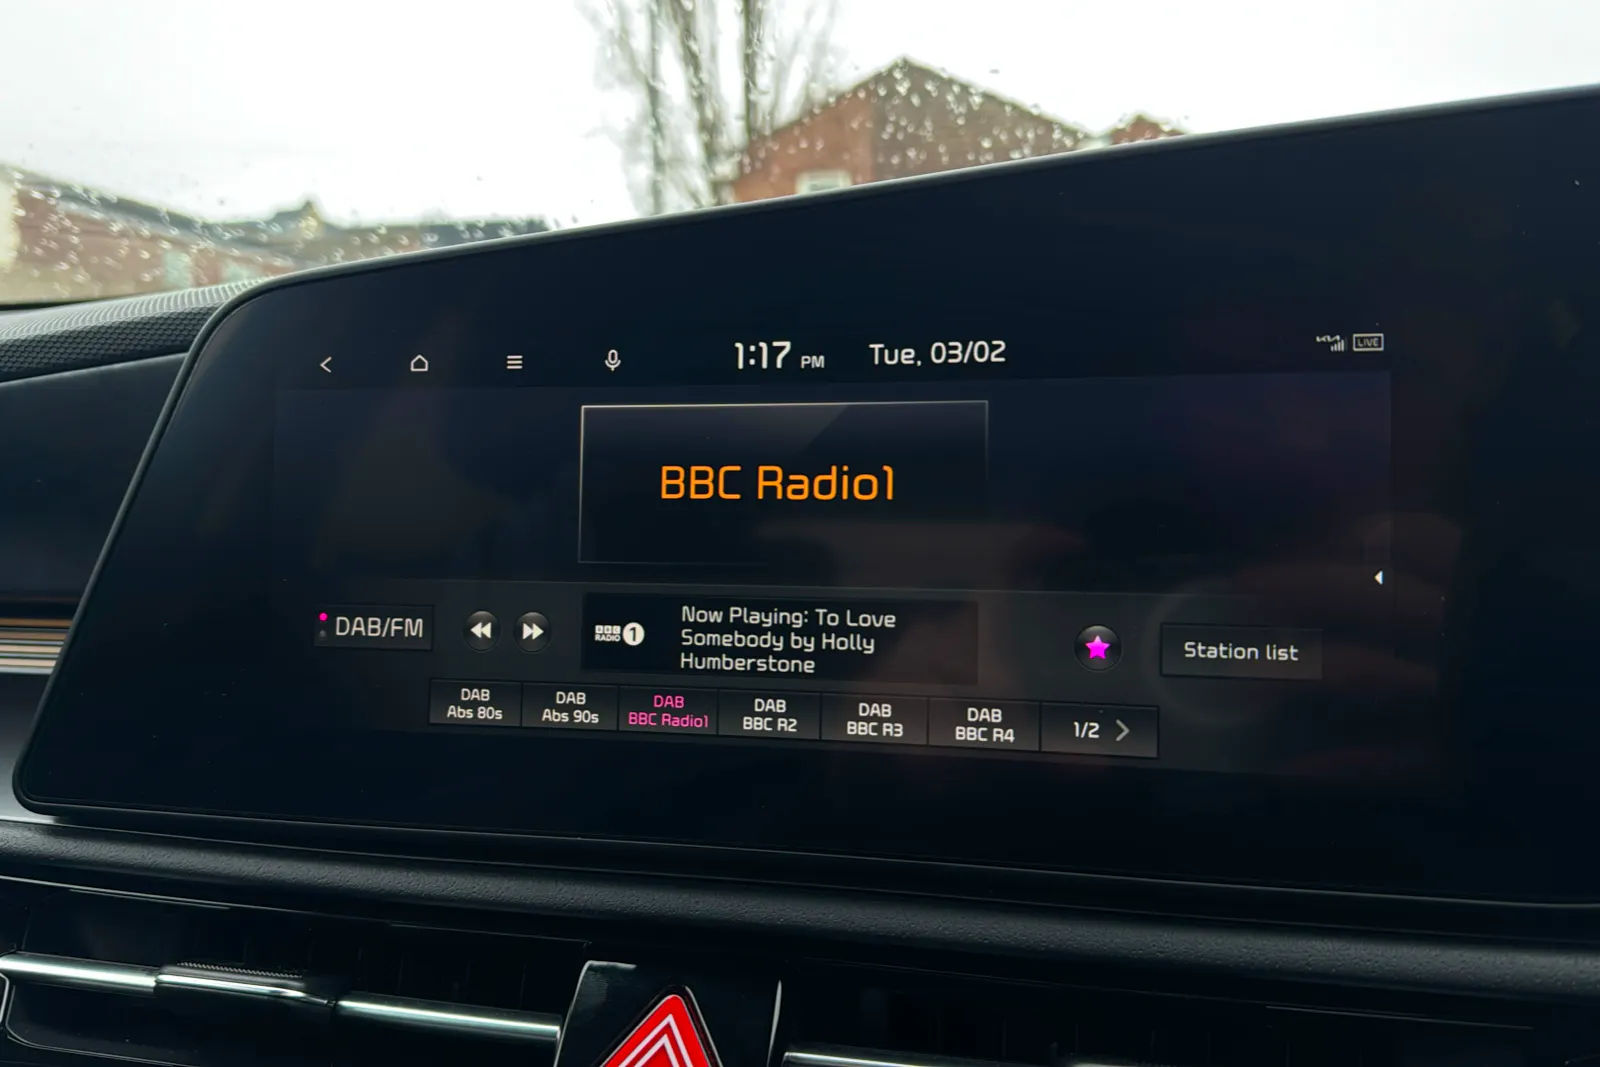 1:17 PM Tue, 03/02
KIA LIVE
BBC Radio1
DAB/FM
BBC
RADIO 1
Now Playing: To Love
Somebody by Holly
Humberstone
Station list
DAB
Abs 80s
DAB
Abs 90s
DAB
BBC Radio1
DAB
BBC R2
DAB
BBC R3
DAB
BBC R4
1/2